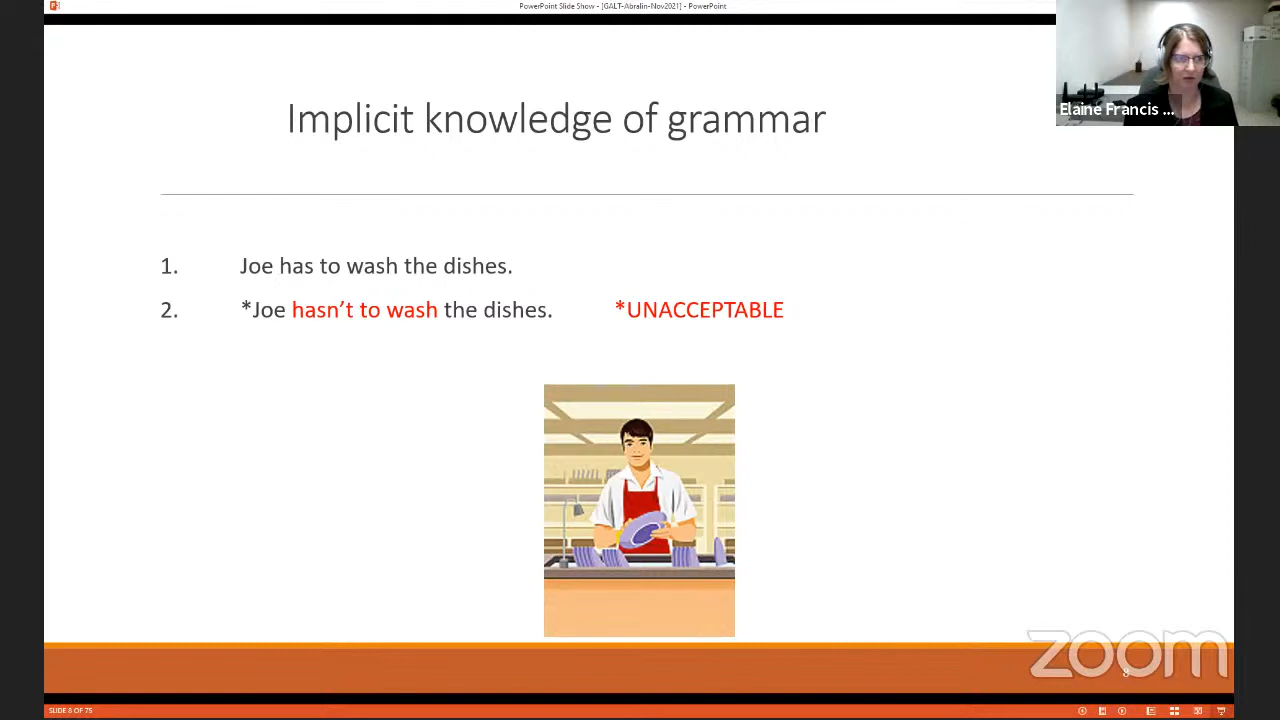 PowerPoint Slide Show - [GALT-Abralin-Nov2021] - PowerPoint
Elaine Francis ...
Implicit knowledge of grammar
1. Joe has to wash the dishes.
2. *Joe hasn't to wash the dishes. *UNACCEPTABLE
zoom
8
SLIDE 8 OF 75